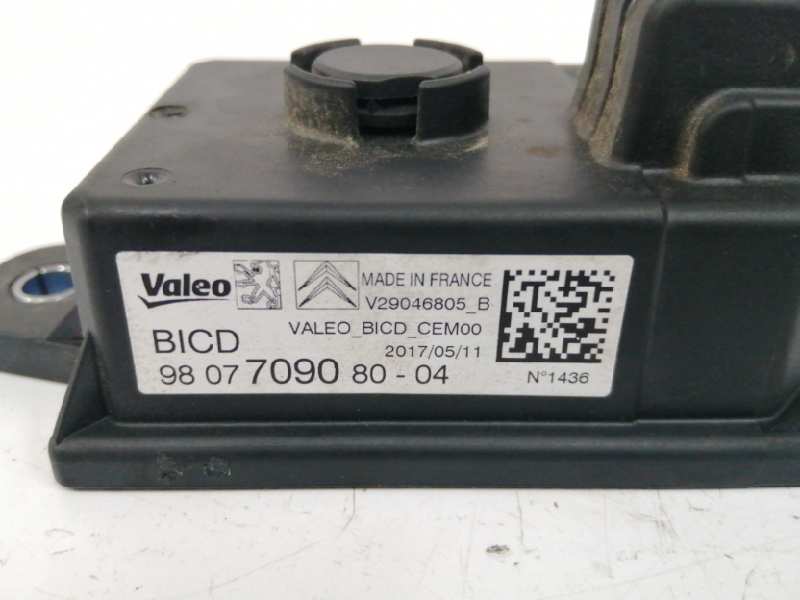 Valeo MADE IN FRANCE
V29046805_B
VALEO_BICD_CEM00
BICD 2017/05/11
98 07 7090 80-04 N°1436